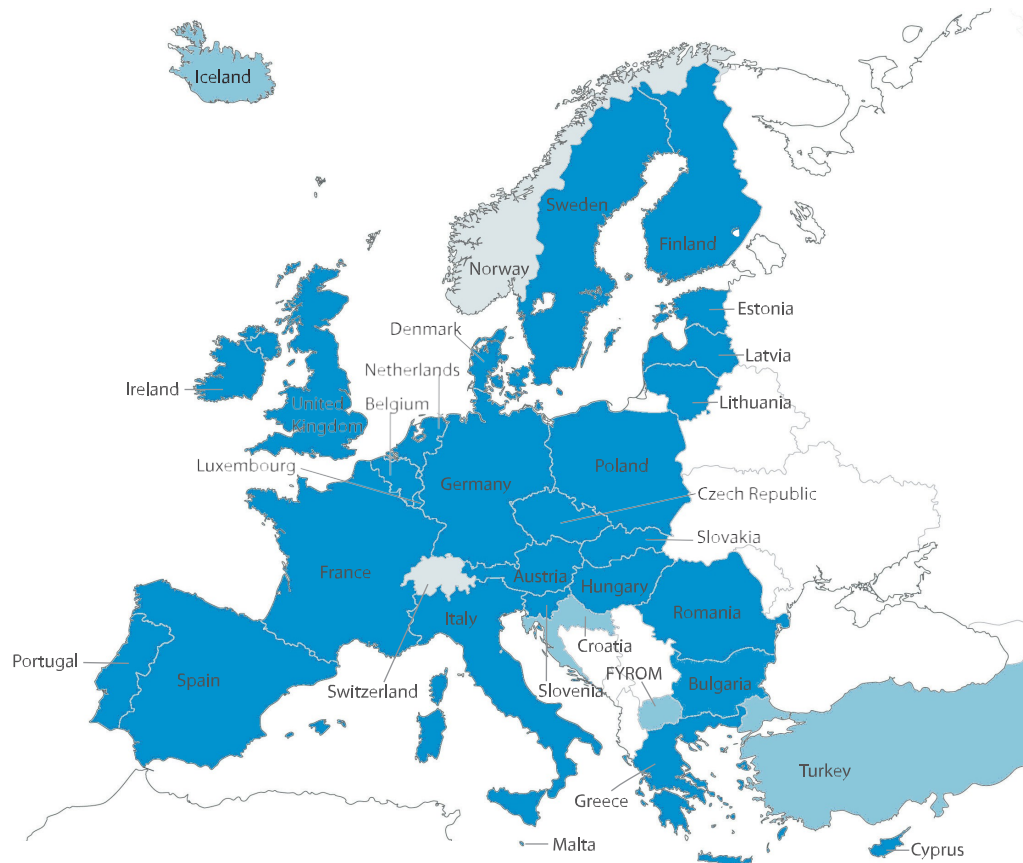 Iceland
Sweden
Finland
Norway
Estonia
Denmark
Latvia
Netherlands
Ireland
United
Kingdom
Belgium
Lithuania
Luxembourg
Poland
Germany
Czech Republic
Slovakia
France
Austria
Hungary
Romania
Italy
Croatia
Portugal
Spain
Switzerland
Slovenia
FYROM
Bulgaria
Turkey
Greece
Malta
Cyprus